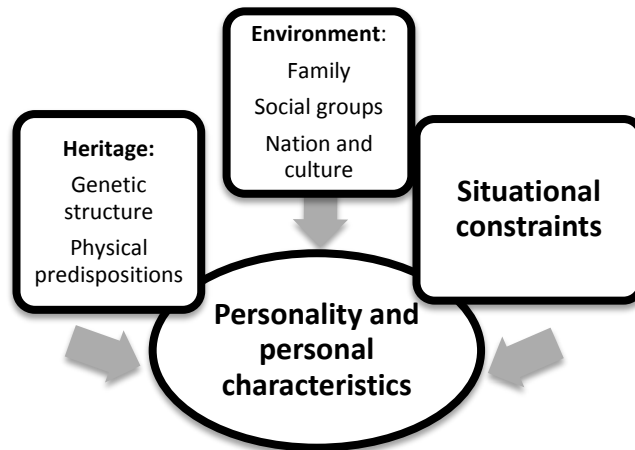 Environment:
Family
Social groups
Nation and
culture
Heritage:
Genetic
structure
Physical
predispositions
Situational
constraints
Personality and
personal
characteristics